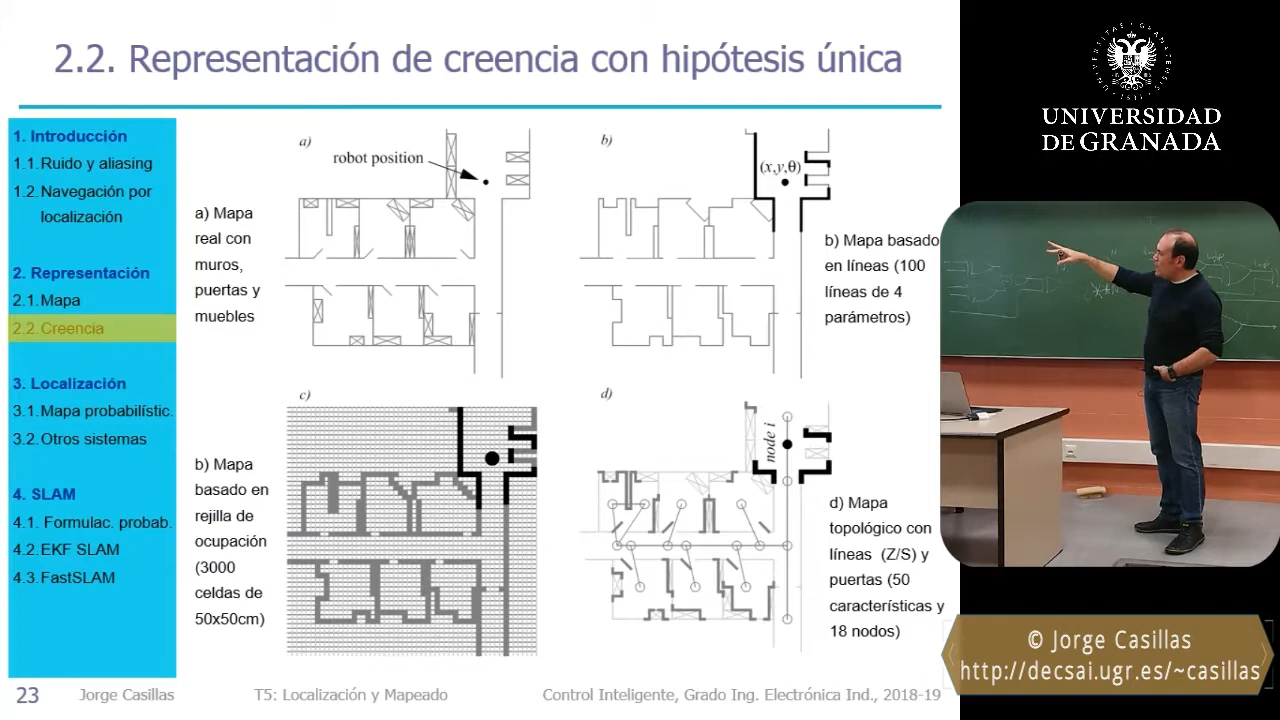 2.2. Representación de creencia con hipótesis única
1. Introducción
1.1. Ruido y aliasing
1.2. Navegación por
localización
2. Representación
2.1. Mapa
2.2. Creencia
3. Localización
3.1. Mapa probabilístic.
3.2. Otros sistemas
4. SLAM
4.1. Formulac. probab.
4.2. EKF SLAM
4.3. FastSLAM
a)
robot position
a) Mapa
real con
muros,
puertas y
muebles
b)
(x,y,θ)
b) Mapa basado
en líneas (100
líneas de 4
parámetros)
c)
b) Mapa
basado en
rejilla de
ocupación
(3000
celdas de
50x50cm)
d)
node i
d) Mapa
topológico con
líneas (Z/S) y
puertas (50
características y
18 nodos)
23
Jorge Casillas
T5: Localización y Mapeado
Control Inteligente, Grado Ing. Electrónica Ind., 2018-19
UNIVERSIDAD
DE GRANADA
© Jorge Casillas
http://decsai.ugr.es/~casillas